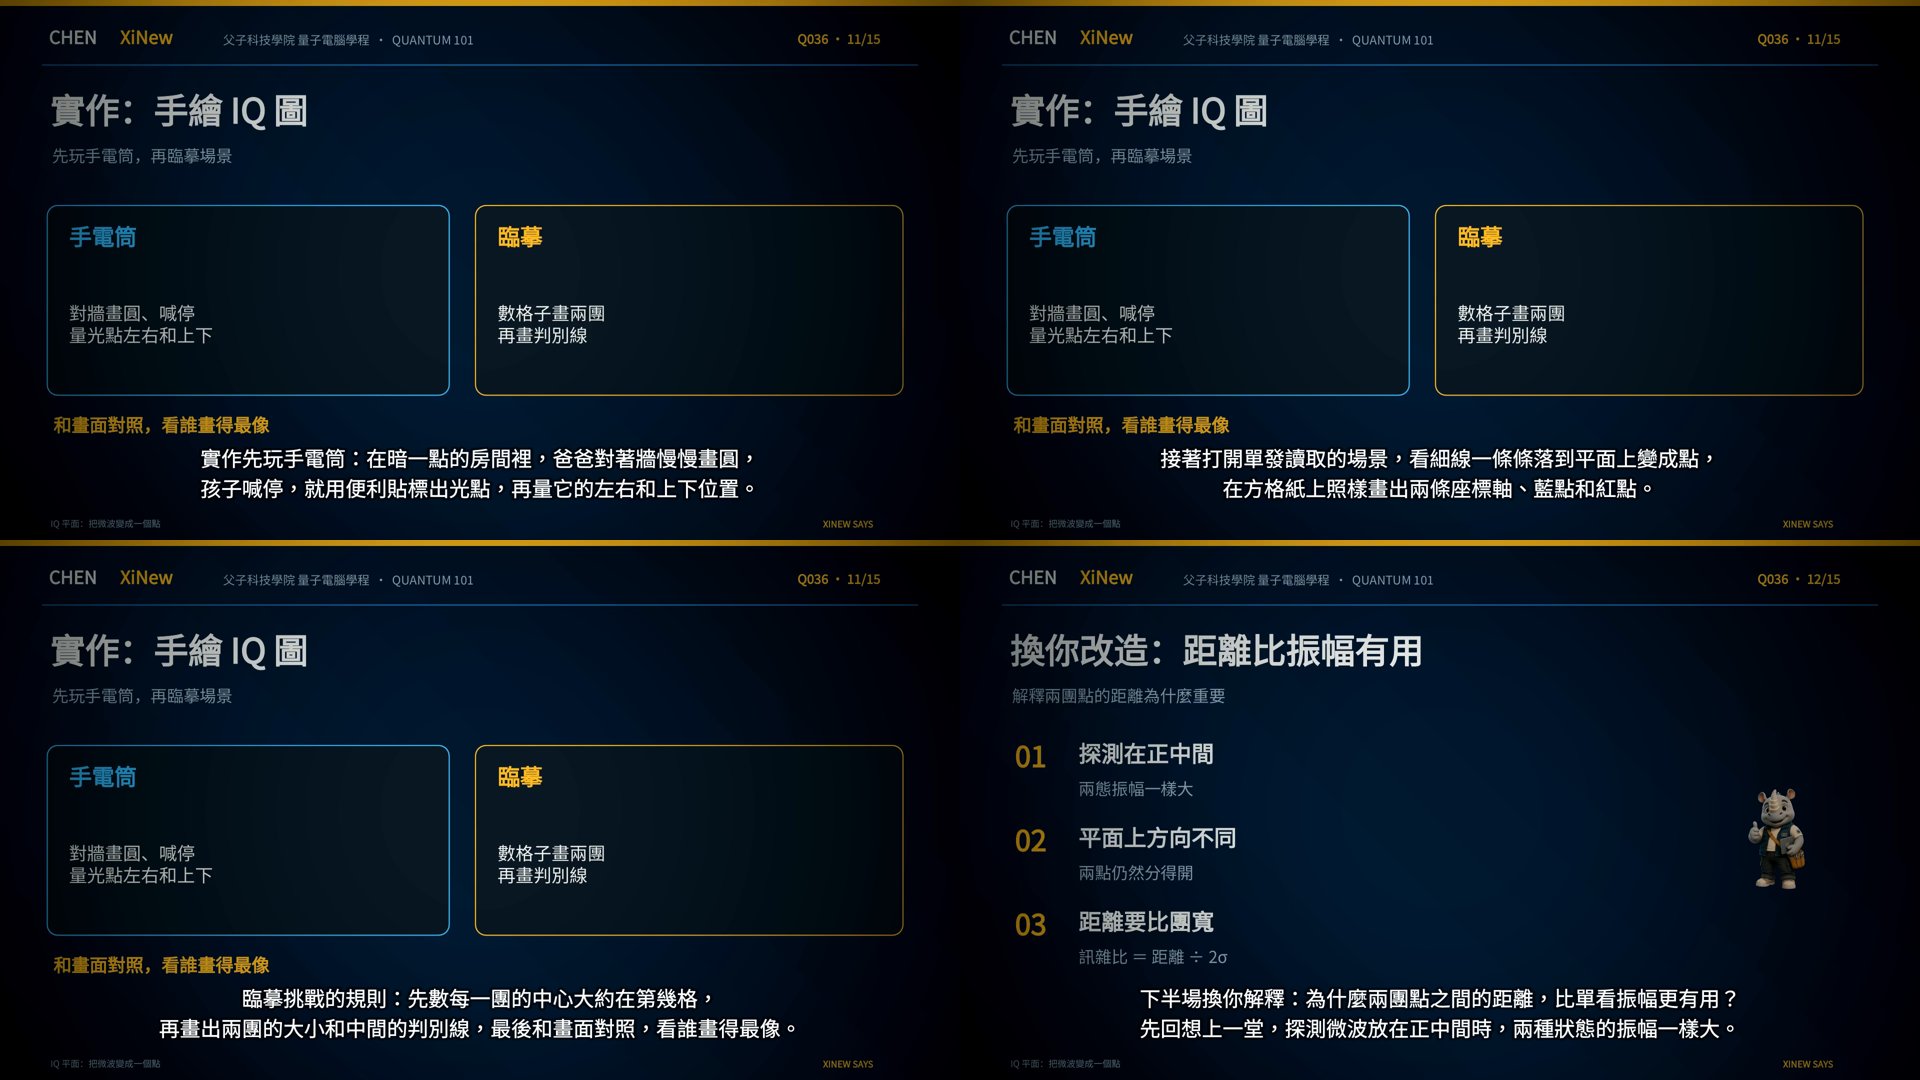 CHEN XiNew 父子科技學院 量子電腦學程 · QUANTUM 101 Q036 · 11/15
實作：手繪 IQ 圖
先玩手電筒，再臨摹場景
手電筒
對牆畫圓、喊停
量光點左右和上下
臨摹
數格子畫兩團
再畫判別線
和畫面對照，看誰畫得最像
實作先玩手電筒：在暗一點的房間裡，爸爸對著牆慢慢畫圓，
孩子喊停，就用便利貼標出光點，再量它的左右和上下位置。
IQ 平面：把微波變成一個點 XINEW SAYS
CHEN XiNew 父子科技學院 量子電腦學程 · QUANTUM 101 Q036 · 11/15
實作：手繪 IQ 圖
先玩手電筒，再臨摹場景
手電筒
對牆畫圓、喊停
量光點左右和上下
臨摹
數格子畫兩團
再畫判別線
和畫面對照，看誰畫得最像
接著打開單發讀取的場景，看細線一條條落到平面上變成點，
在方格紙上照樣畫出兩條座標軸、藍點和紅點。
IQ 平面：把微波變成一個點 XINEW SAYS
CHEN XiNew 父子科技學院 量子電腦學程 · QUANTUM 101 Q036 · 11/15
實作：手繪 IQ 圖
先玩手電筒，再臨摹場景
手電筒
對牆畫圓、喊停
量光點左右和上下
臨摹
數格子畫兩團
再畫判別線
和畫面對照，看誰畫得最像
臨摹挑戰的規則：先數每一團的中心大約在第幾格，
再畫出兩團的大小和中間的判別線，最後和畫面對照，看誰畫得最像。
IQ 平面：把微波變成一個點 XINEW SAYS
CHEN XiNew 父子科技學院 量子電腦學程 · QUANTUM 101 Q036 · 12/15
換你改造：距離比振幅有用
解釋兩團點的距離為什麼重要
01 探測在正中間
兩態振幅一樣大
02 平面上方向不同
兩點仍然分得開
03 距離要比團寬
訊雜比 ＝ 距離 ÷ 2σ
下半場換你解釋：為什麼兩團點之間的距離，比單看振幅更有用？
先回想上一堂，探測微波放在正中間時，兩種狀態的振幅一樣大。
IQ 平面：把微波變成一個點 XINEW SAYS